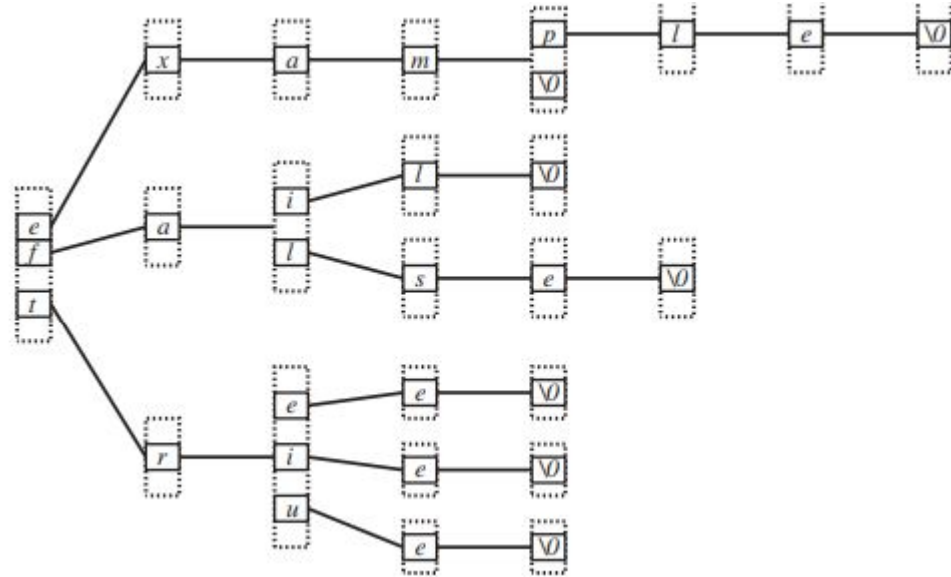 p l e \0
x a m
\0
i l \0
e a
f
l s e \0
t
e e \0
r i e \0
u
e \0